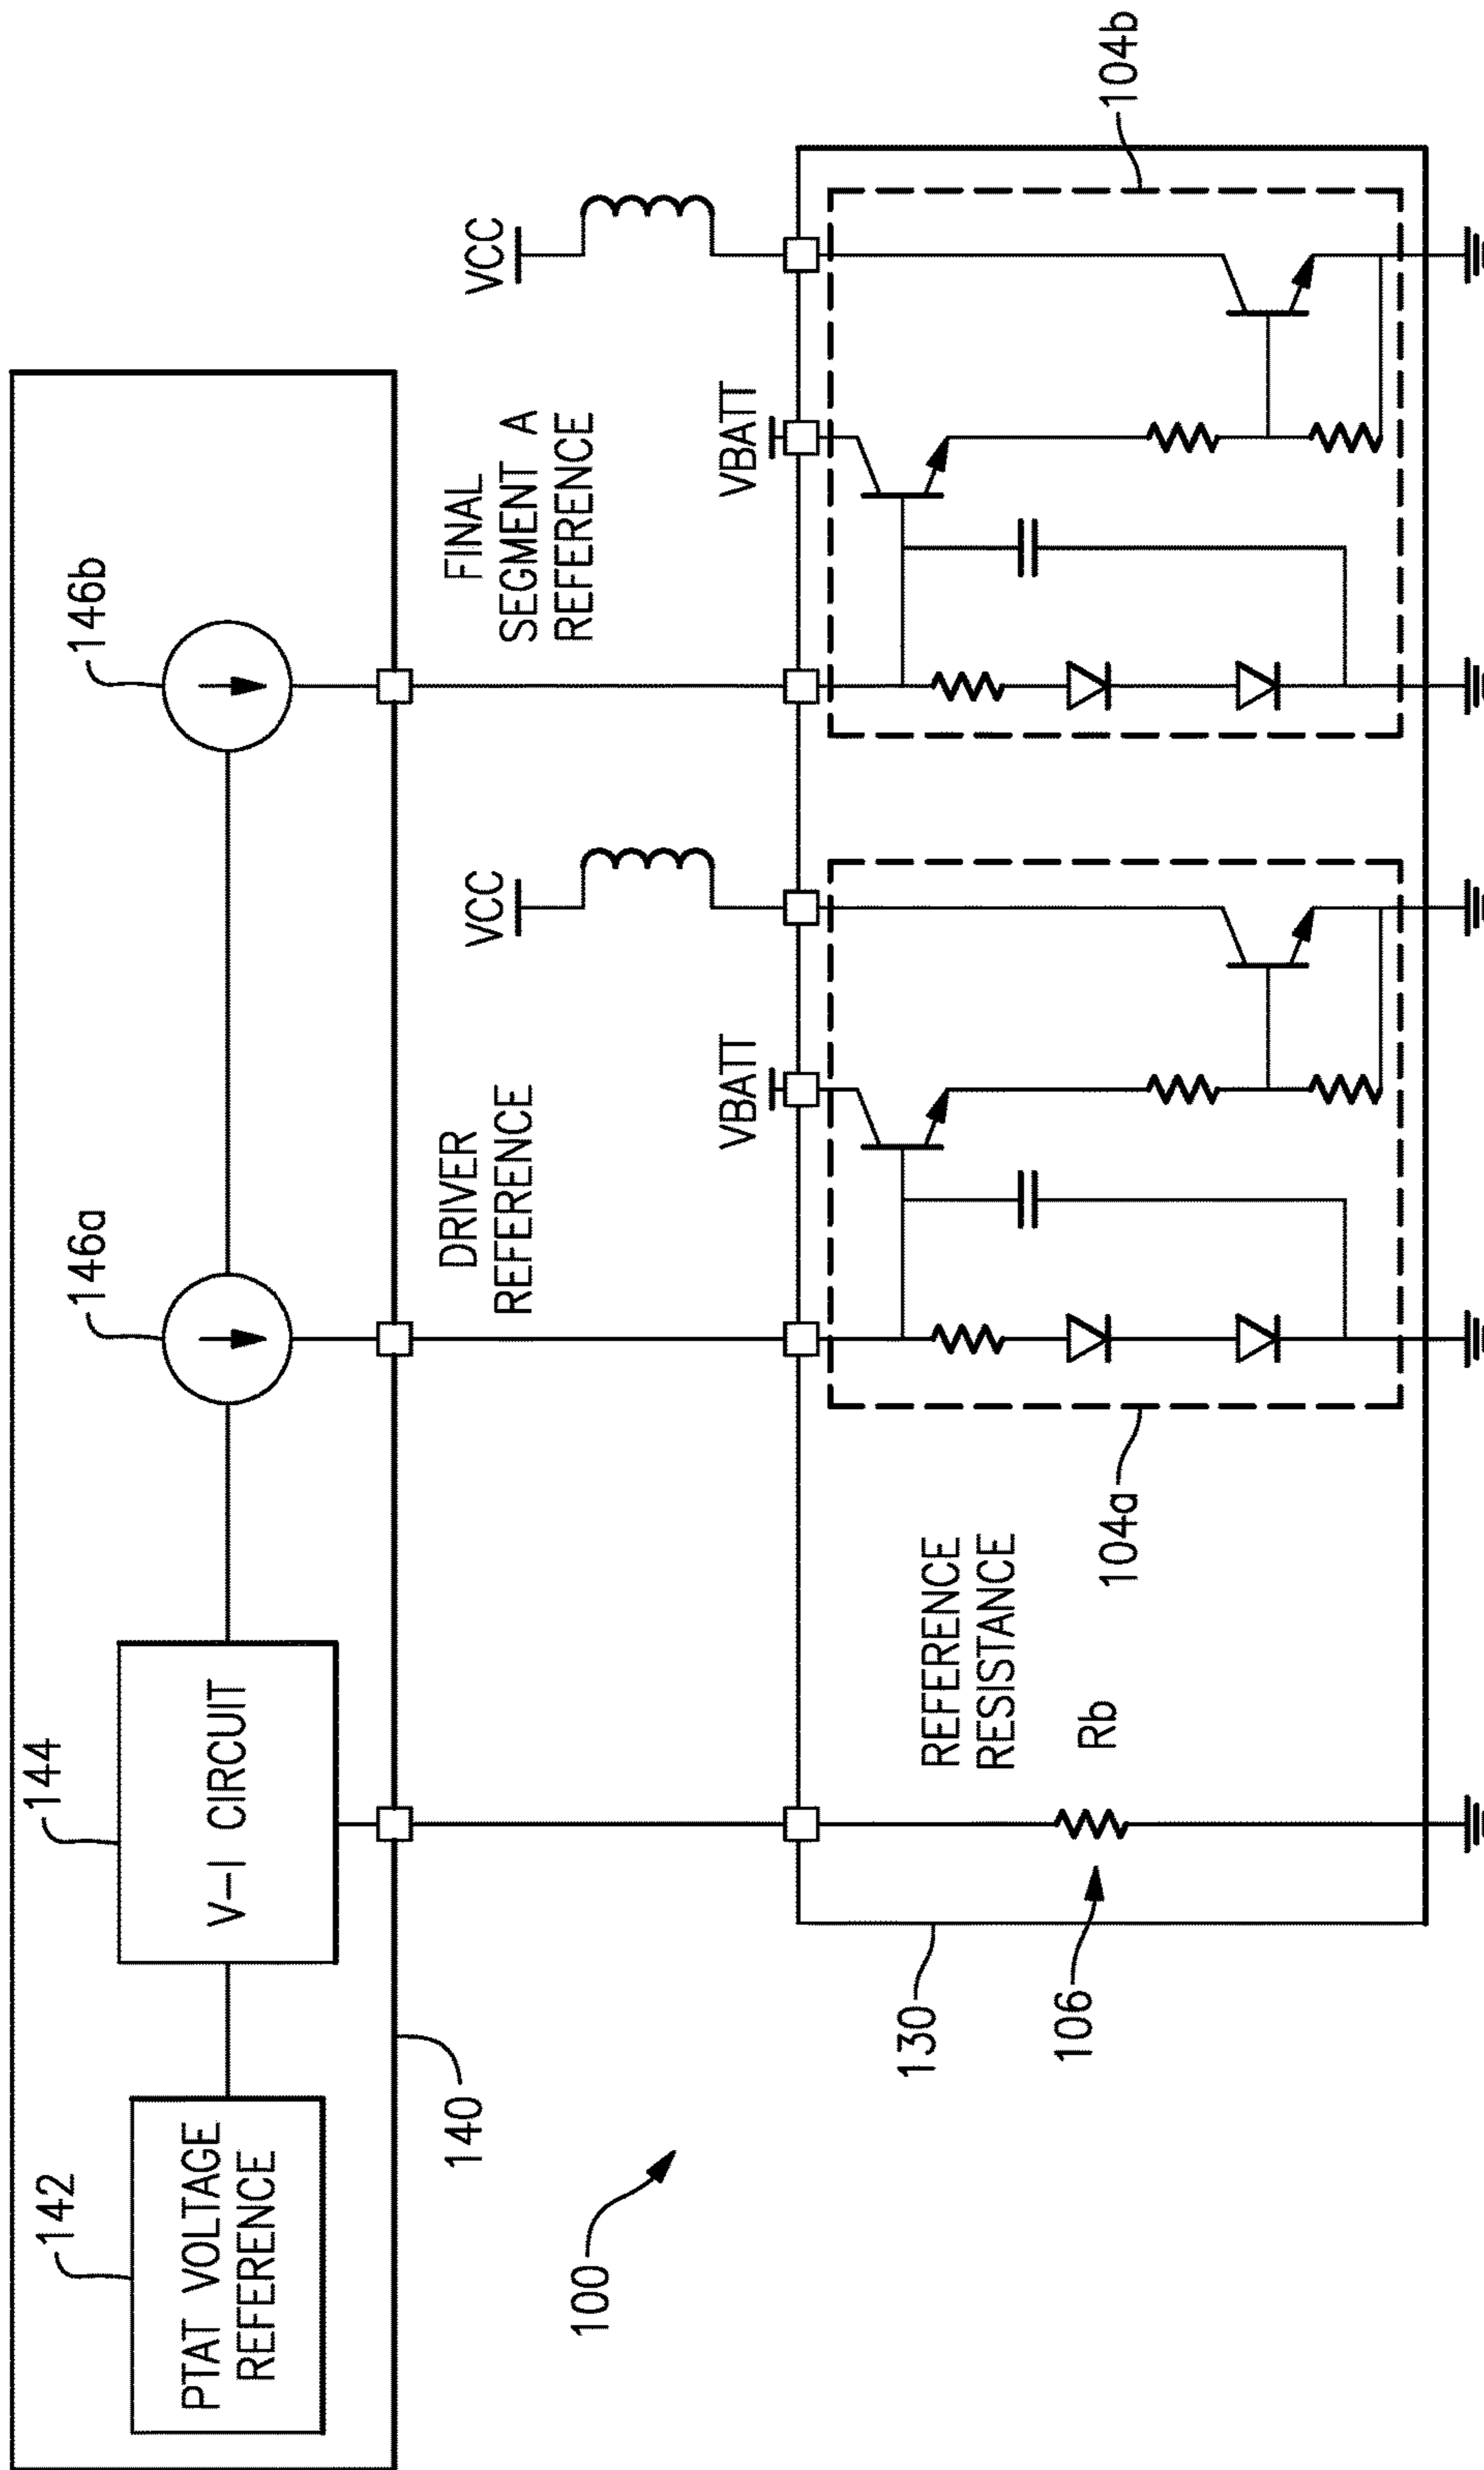 142
PTAT VOLTAGE
REFERENCE
144
V-I CIRCUIT
146a
146b
140
100
DRIVER
REFERENCE
VCC
FINAL
SEGMENT A
REFERENCE
VCC
VBATT
VBATT
130
106
REFERENCE
RESISTANCE
Rb
104a
104b